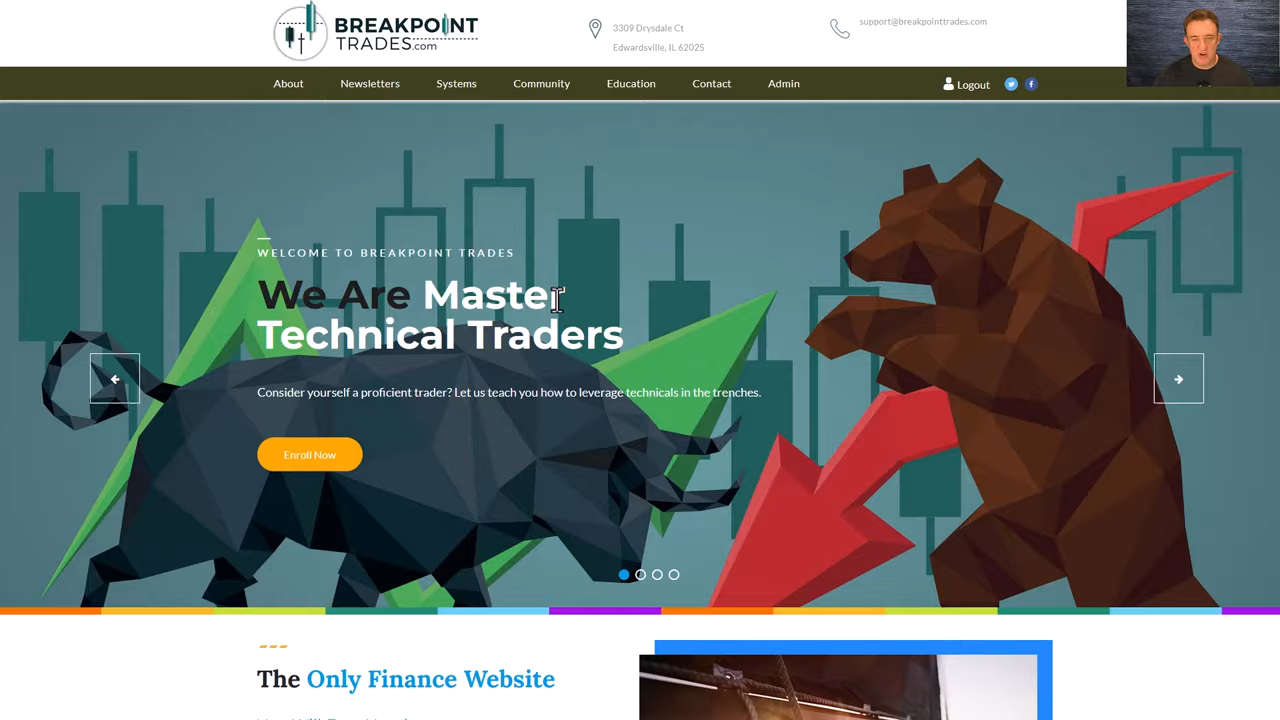 BREAKPOINT
TRADES.com
3309 Drysdale Ct
Edwardsville, IL 62025
support@breakpointtrades.com
About
Newsletters
Systems
Community
Education
Contact
Admin
Logout
WELCOME TO BREAKPOINT TRADES
We Are Master
Technical Traders
Consider yourself a proficient trader? Let us teach you how to leverage technicals in the trenches.
Enroll Now
The Only Finance Website